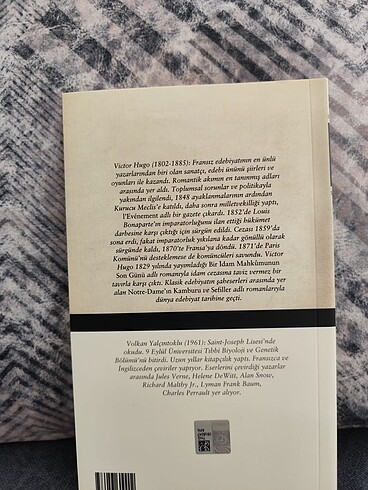 Victor Hugo (1802-1885): Fransız edebiyatının en ünlü
yazarlarından biri olan sanatçı, edebi ününü şiirleri ve
oyunları ile kazandı. Romantik akımın en tanınmış adları
arasında yer aldı. Toplumsal sorunlar ve politikayla
yakından ilgilendi, 1848 ayaklanmalarının ardından
Kurucu Meclis'e katıldı, daha sonra milletvekilliği yaptı,
l'Evénement adlı bir gazete çıkardı. 1852'de Louis
Bonaparte'ın imparatorluğunu ilan ettiği hükümet
darbesine karşı çıktığı için sürgün edildi. Cezası 1859'da
sona erdi, fakat imparatorluk yıkılana kadar gönüllü olarak
sürgünde kaldı, 1870'te Fransa'ya döndü. 1871'de Paris
Komünü'nü desteklemese de komüncüleri savundu. Victor
Hugo 1829 yılında yayımladığı Bir İdam Mahkûmunun
Son Günü adlı romanıyla idam cezasına taviz vermez bir
tavırla karşı çıktı. Klasik edebiyatın şaheserleri arasında yer
alan Notre-Dame'ın Kamburu ve Sefiller adlı romanlarıyla
dünya edebiyat tarihine geçti.
Volkan Yalçıntoklu (1961): Saint-Joseph Lisesi'nde
okudu. 9 Eylül Üniversitesi Tıbbi Biyoloji ve Genetik
Bölümü'nü bitirdi. Uzun yıllar kitapçılık yaptı. Fransızca ve
İngilizceden çeviriler yapıyor. Eserlerini çevirdiği yazarlar
arasında Jules Verne, Helene DeWitt, Alan Snow,
Richard Maltby Jr., Lyman Frank Baum,
Charles Perrault yer alıyor.